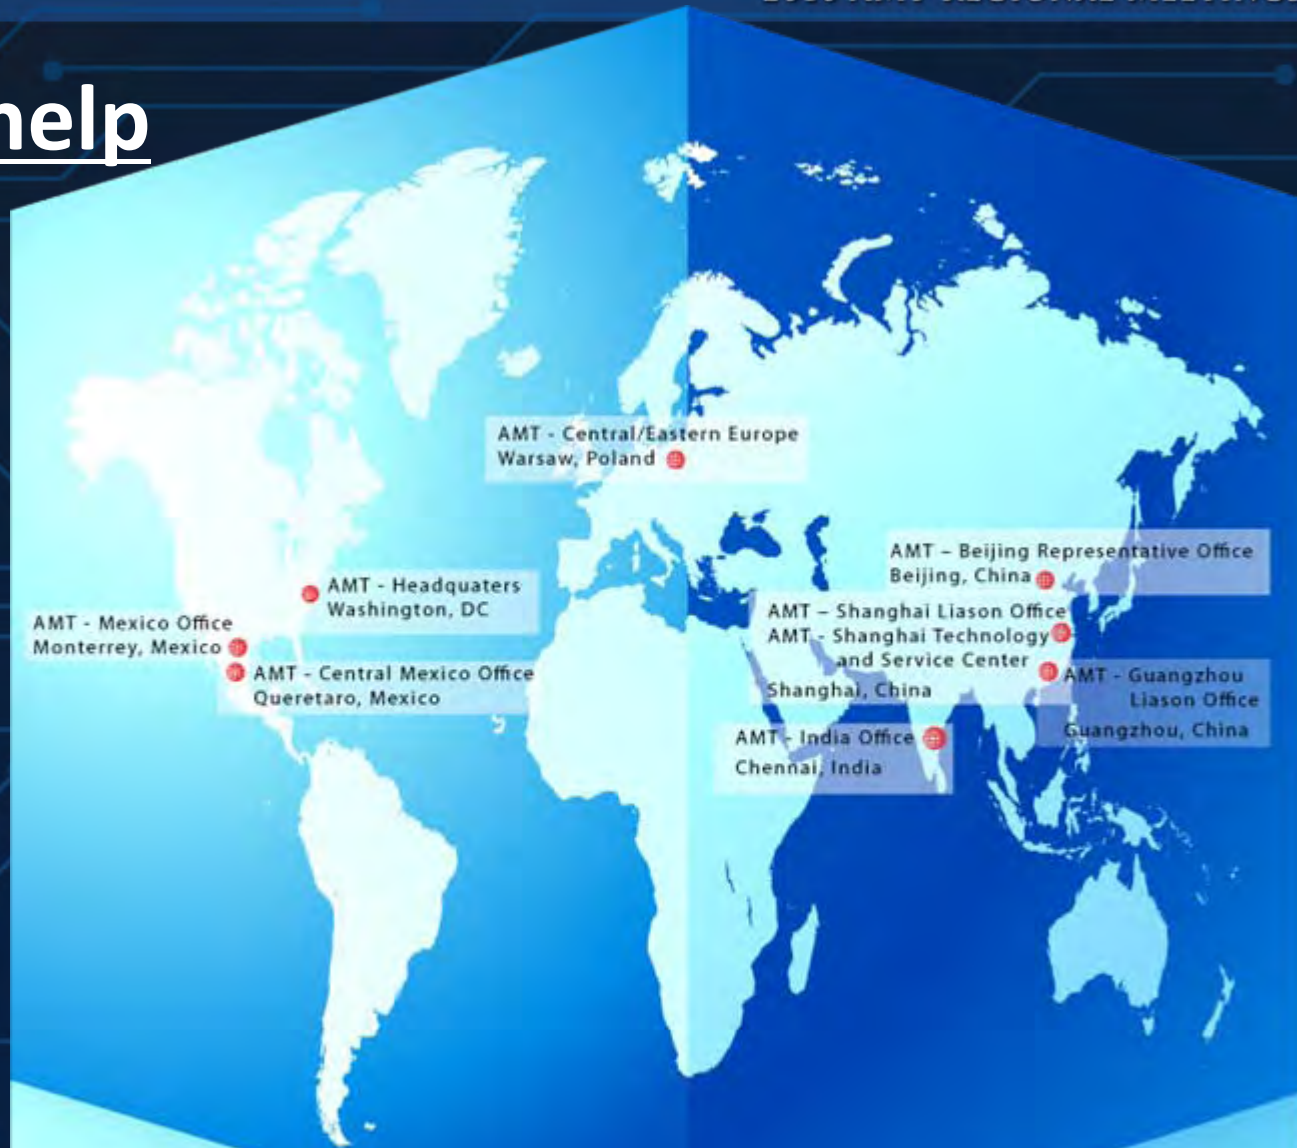 help
AMT - Central/Eastern Europe
Warsaw, Poland
AMT - Headquaters
Washington, DC
AMT - Mexico Office
Monterrey, Mexico
AMT - Central Mexico Office
Queretaro, Mexico
AMT – Beijing Representative Office
Beijing, China
AMT – Shanghai Liason Office
AMT - Shanghai Technology
and Service Center
Shanghai, China
AMT - Guangzhou
Liason Office
Guangzhou, China
AMT - India Office
Chennai, India